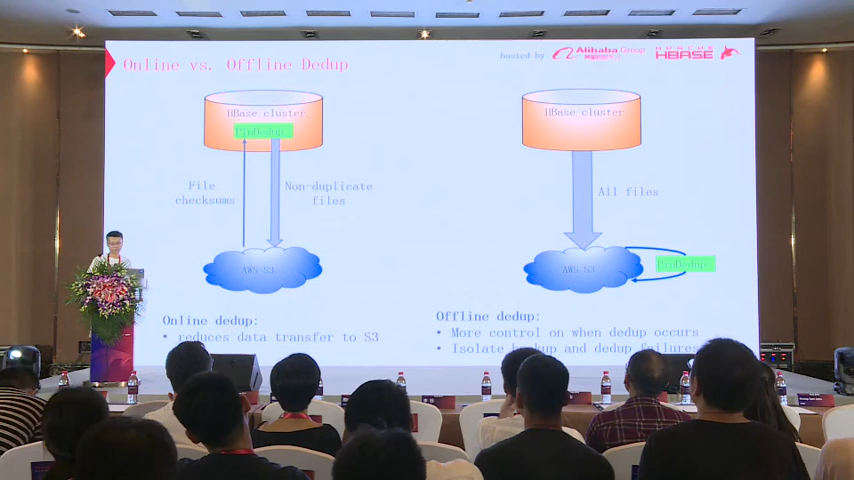 Online vs. Offline Dedup
hosted by
Alibaba Group
APACHE
HBASE
HBase cluster
PinDedup
File
checksums
Non-duplicate
files
AWS S3
Online dedup:
• reduces data transfer to S3
HBase cluster
All files
AWS S3
PinDedup
Offline dedup:
• More control on when dedup occurs
• Isolate backup and dedup failures